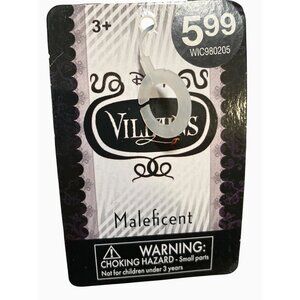 3+
5.99
WIC980205
VILLAINS
Maleficent
WARNING:
CHOKING HAZARD - Small parts
Not for children under 3 years